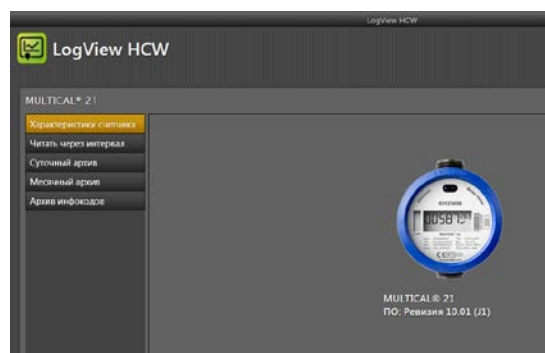 LogView HCW
LogView HCW
MULTICAL® 21
Характеристики счетчика
Читать через интервал
Суточный архив
Месячный архив
Архив инфокодов
MULTICAL® 21
ПО: Ревизия 10.01 (J1)